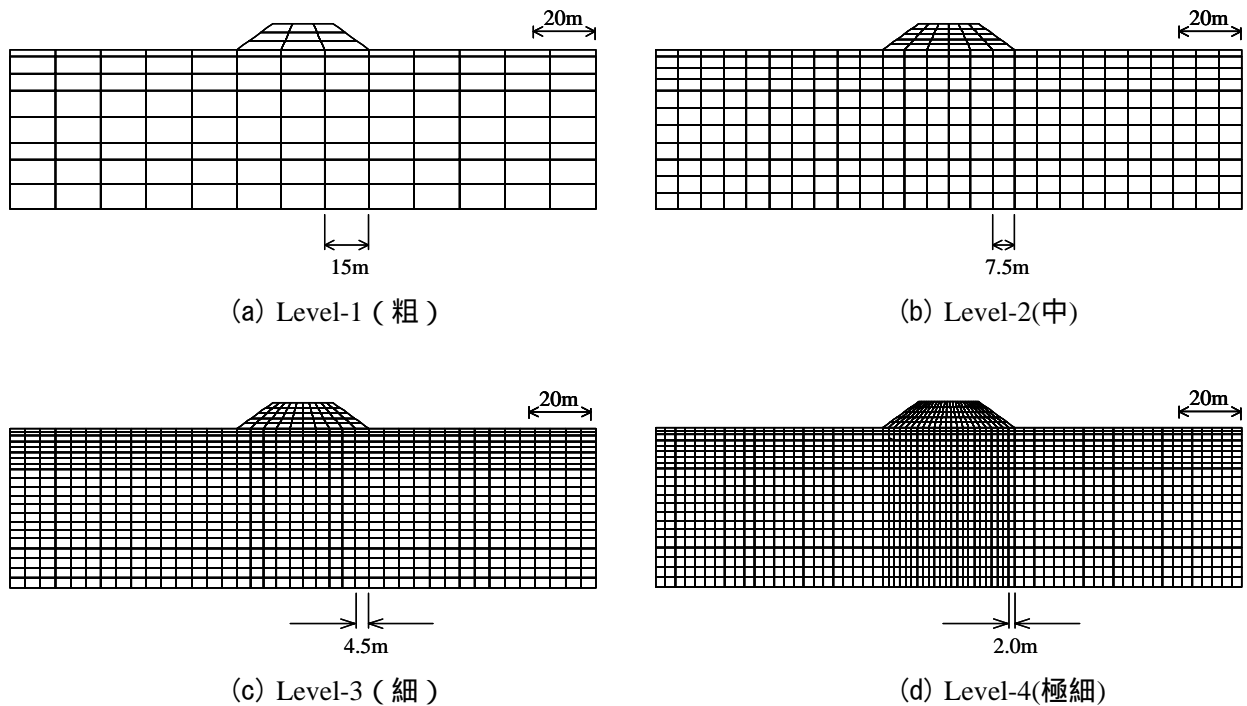 20m
20m
15m
7.5m
(a) Level-1（粗）
(b) Level-2(中)
20m
20m
4.5m
2.0m
(c) Level-3（細）
(d) Level-4(極細)